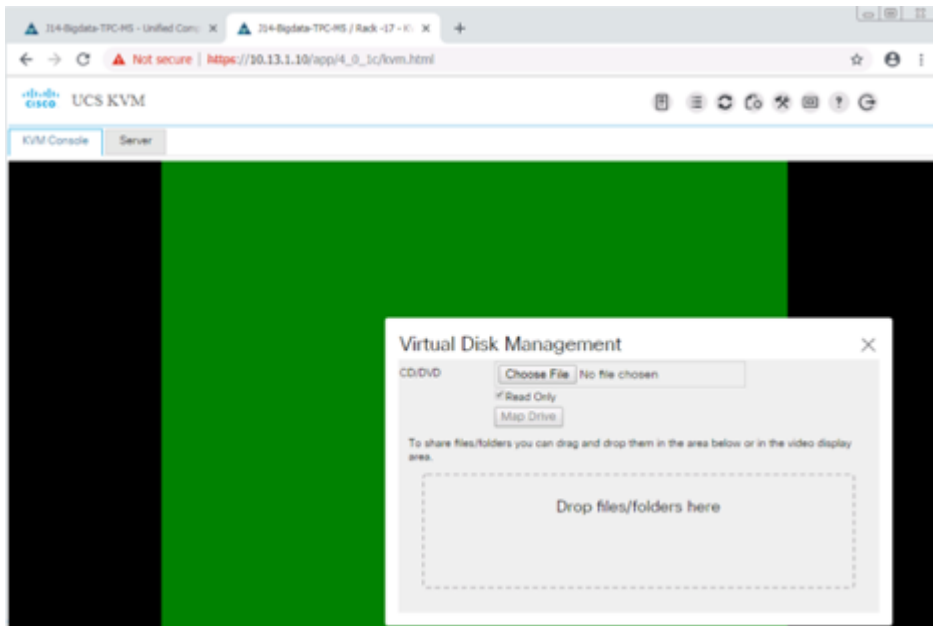 J14-Bigdata-TPC-MS - Unified Com
J14-Bigdata-TPC-MS / Rack -17 - K
Not secure | https://10.13.1.10/app/4_0_1c/kvm.html
CISCO UCS KVM
KVM Console Server
Virtual Disk Management
CD/DVD Choose File No file chosen
Read Only
Map Drive
To share files/folders you can drag and drop them in the area below or in the video display
area.
Drop files/folders here